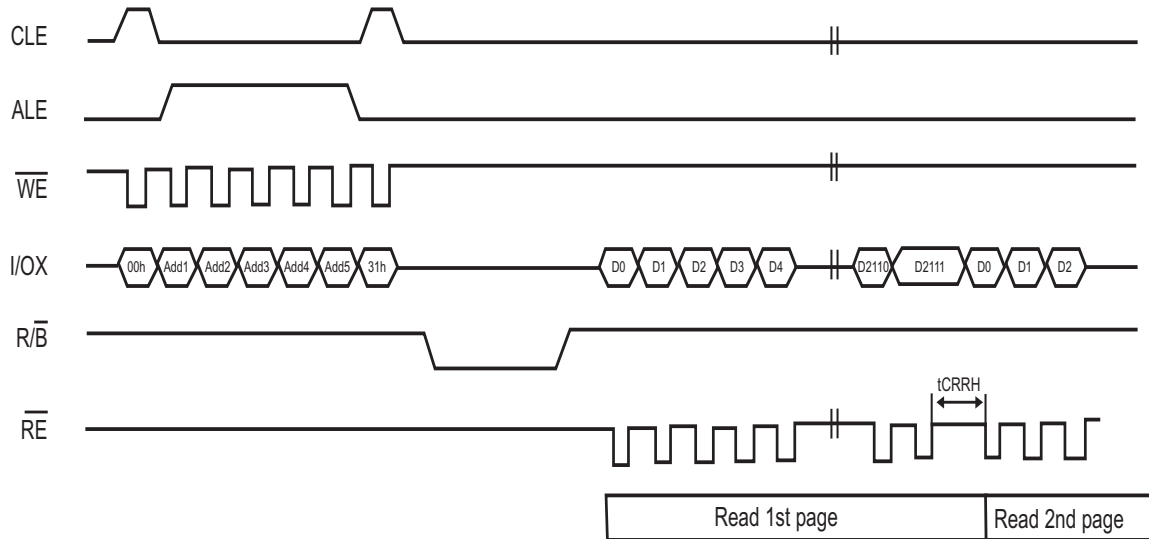 CLE
ALE
WE
I/OX 00h Add1 Add2 Add3 Add4 Add5 31h D0 D1 D2 D3 D4 D2110 D2111 D0 D1 D2
R/B
tCRRH
RE
Read 1st page Read 2nd page